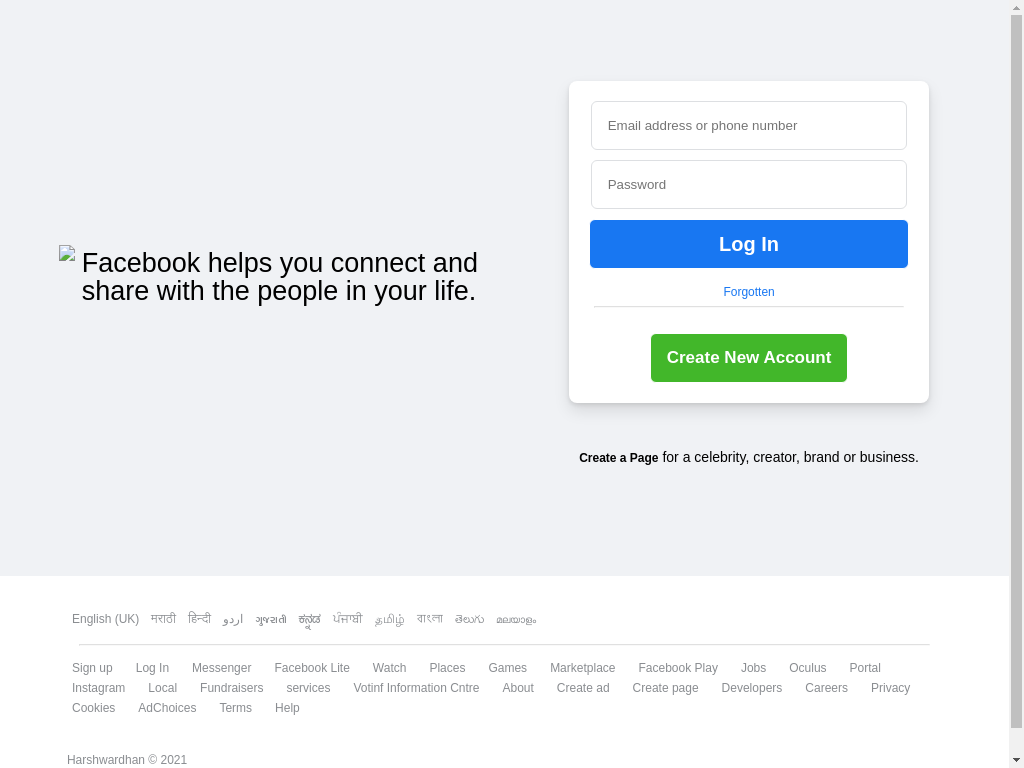 Email address or phone number
Password
Log In
Forgotten
Create New Account
Facebook helps you connect and
share with the people in your life.
Create a Page for a celebrity, creator, brand or business.
English (UK) मराठी हिन्दी اردو ગુજરાતી ಕನ್ನಡ ਪੰਜਾਬੀ தமிழ் বাংলা తెలుగు മലയാളം
Sign up Log In Messenger Facebook Lite Watch Places Games Marketplace Facebook Play Jobs Oculus Portal
Instagram Local Fundraisers services Votinf Information Cntre About Create ad Create page Developers Careers Privacy
Cookies AdChoices Terms Help
Harshwardhan © 2021